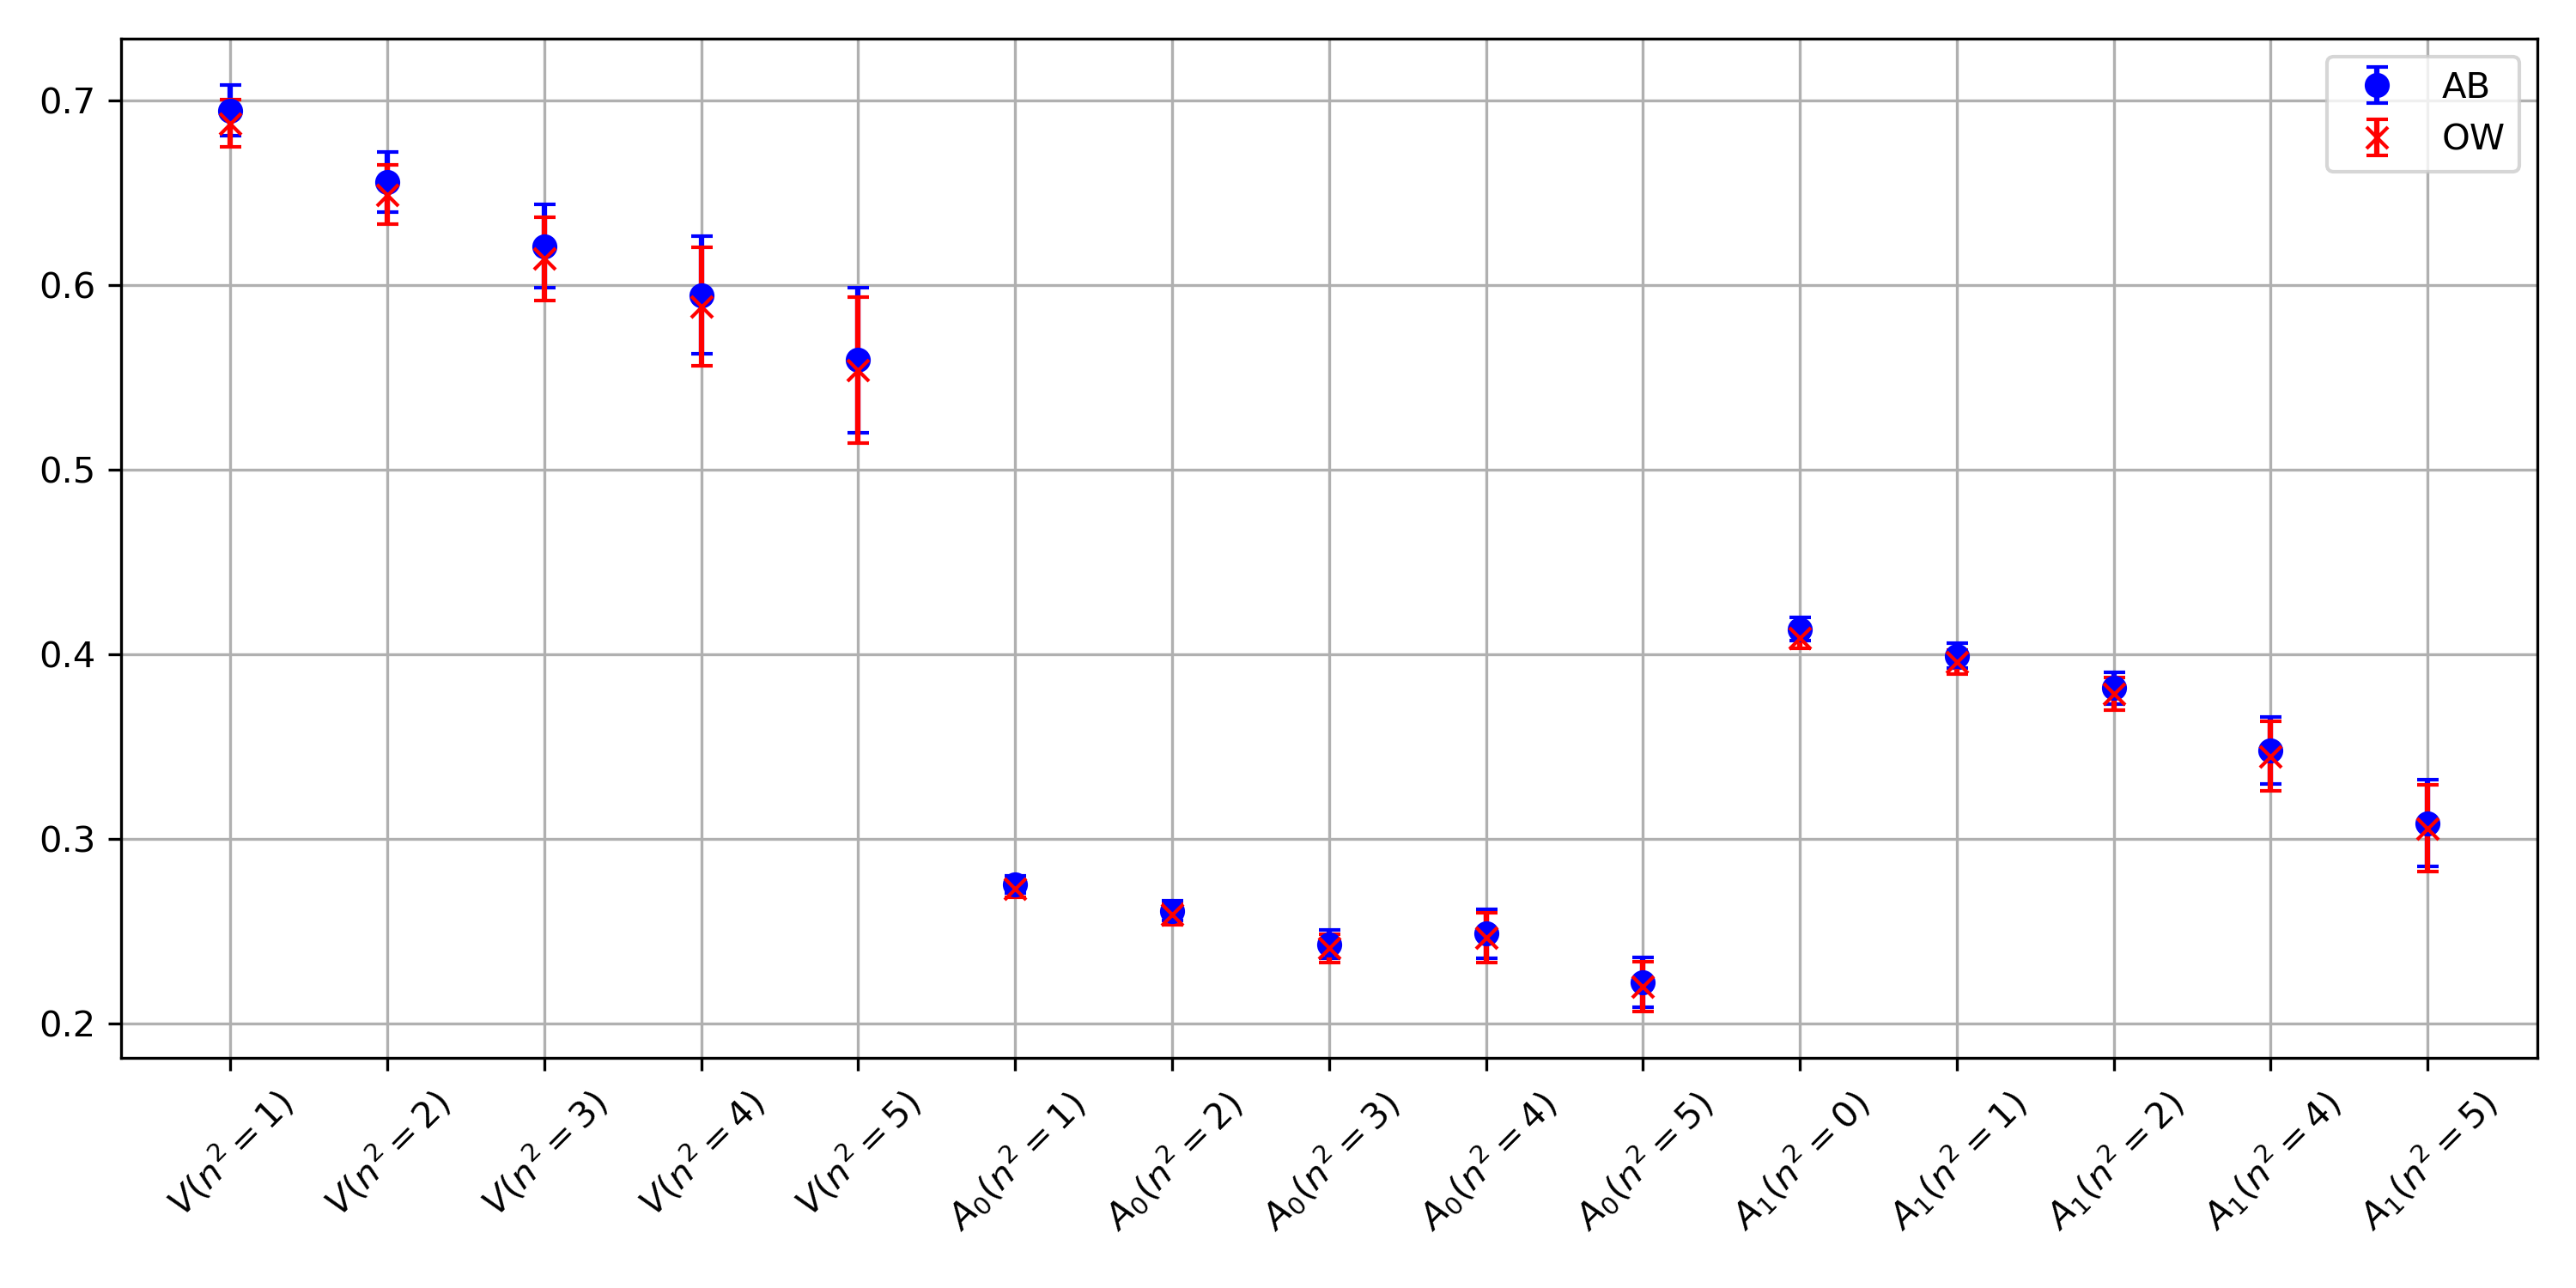 0.7
0.6
0.5
0.4
0.3
0.2
AB
OW
V(n² = 1)
V(n² = 2)
V(n² = 3)
V(n² = 4)
V(n² = 5)
A₀(n² = 1)
A₀(n² = 2)
A₀(n² = 3)
A₀(n² = 4)
A₀(n² = 5)
A₁(n² = 0)
A₁(n² = 1)
A₁(n² = 2)
A₁(n² = 4)
A₁(n² = 5)